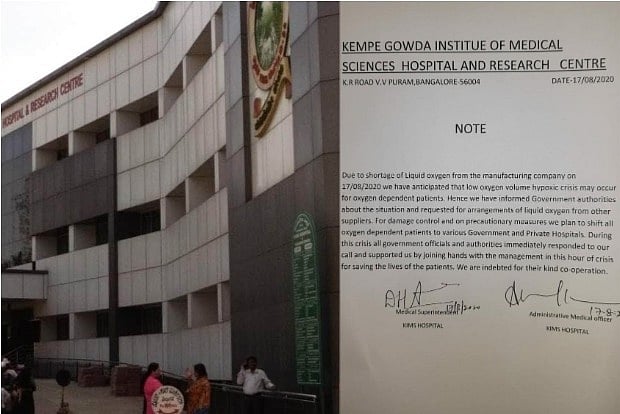 HOSPITAL & RESEARCH CENTRE
KEMPE GOWDA INSTITUE OF MEDICAL
SCIENCES HOSPITAL AND RESEARCH CENTRE
K.R ROAD V.V PURAM,BANGALORE-56004 DATE-17/08/2020
NOTE
Due to shortage of Liquid oxygen from the manufacturing company on
17/08/2020 we have anticipated that low oxygen volume hypoxic crisis may occur
for oxygen dependent patients. Hence we have informed Government authorities
about the situation and requested for arrangements of liquid oxygen from other
suppliers. For damage control and on precautionary measures we plan to shift all
oxygen dependent patients to various Government and Private Hospitals. During
this crisis all government officials and authorities immediately responded to our
call and supported us by joining hands with the management in this hour of crisis
for saving the lives of the patients. We are indebted for their kind co-operation.
Medical Superintendent
KIMS HOSPITAL
Administrative Medical officer
KIMS HOSPITAL